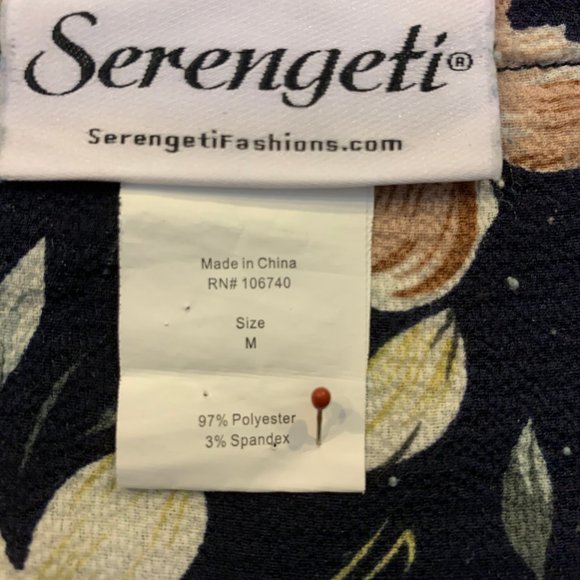 Serengeti®
SerengetiFashions.com
Made in China
RN# 106740
Size
M
97% Polyester
3% Spandex